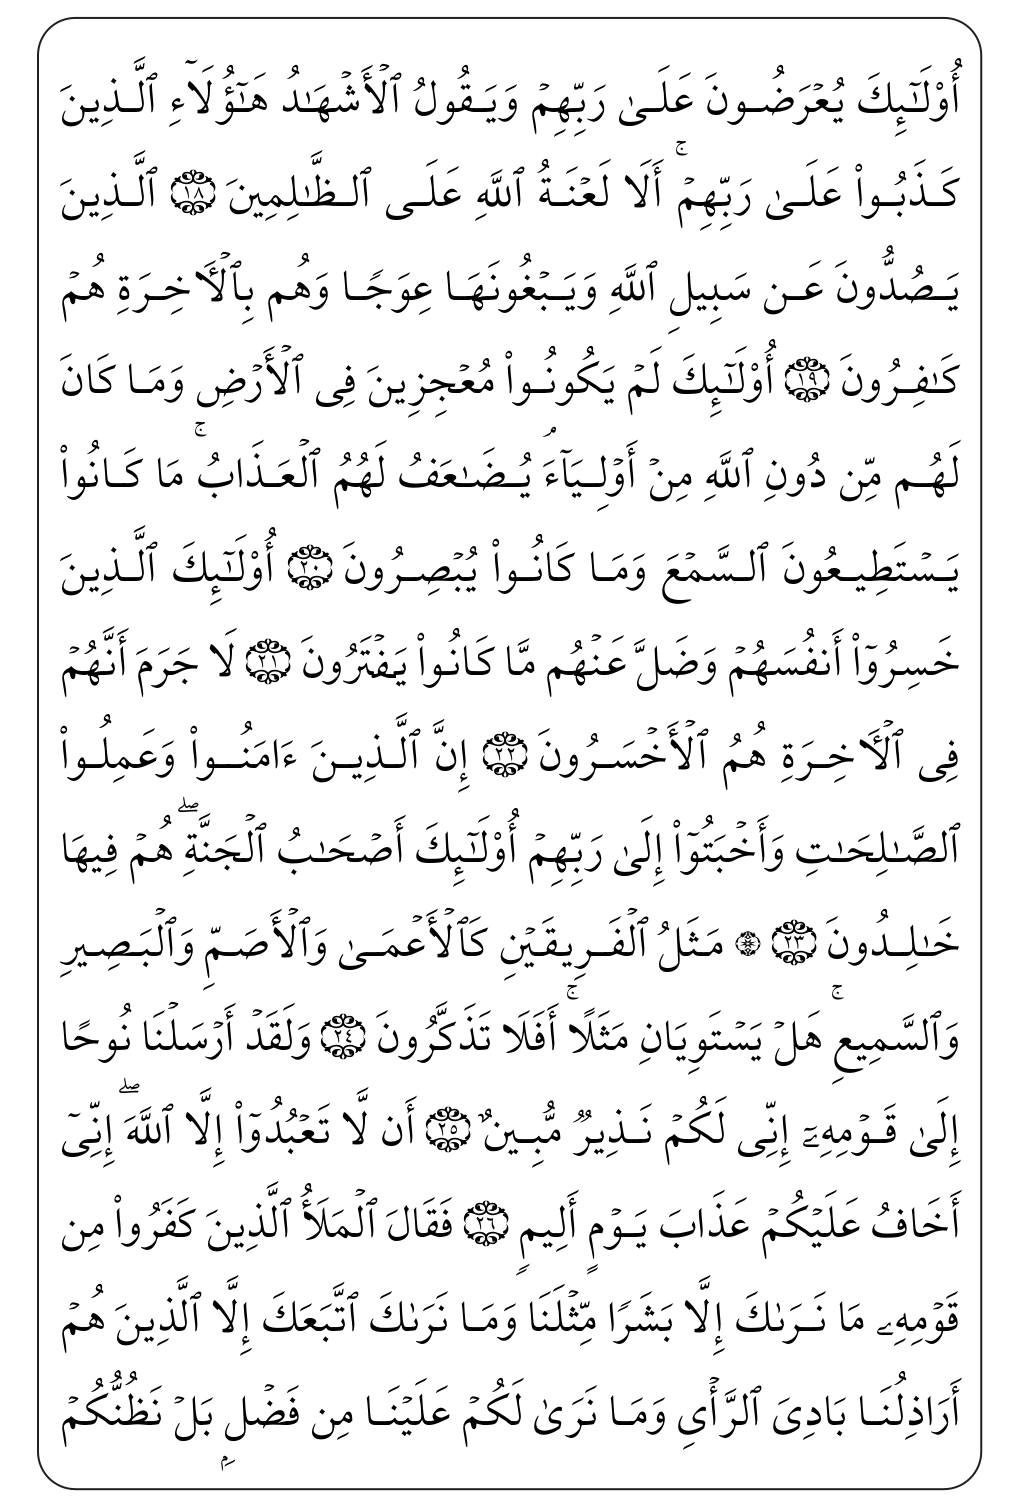 أُوْلَـٰٓئِكَ يُعۡرَضُونَ عَلَىٰ رَبِّهِمۡ وَيَقُولُ ٱلۡأَشۡهَـٰدُ هَـٰٓؤُلَآءِ ٱلَّذِينَ
كَذَبُواْ عَلَىٰ رَبِّهِمۡۚ أَلَا لَعۡنَةُ ٱللَّهِ عَلَى ٱلظَّـٰلِمِينَ ١٨ ٱلَّذِينَ
يَصُدُّونَ عَن سَبِيلِ ٱللَّهِ وَيَبۡغُونَهَا عِوَجًا وَهُم بِٱلۡأَخِرَةِ هُمۡ
كَـٰفِرُونَ ١٩ أُوْلَـٰٓئِكَ لَمۡ يَكُونُواْ مُعۡجِزِينَ فِى ٱلۡأَرۡضِ وَمَا كَانَ
لَهُم مِّن دُونِ ٱللَّهِ مِنۡ أَوۡلِيَآءَۘ يُضَـٰعَفُ لَهُمُ ٱلۡعَذَابُۚ مَا كَانُواْ
يَسۡتَطِيعُونَ ٱلسَّمۡعَ وَمَا كَانُواْ يُبۡصِرُونَ ٢٠ أُوْلَـٰٓئِكَ ٱلَّذِينَ
خَسِرُوٓاْ أَنفُسَهُمۡ وَضَلَّ عَنۡهُم مَّا كَانُواْ يَفۡتَرُونَ ٢١ لَا جَرَمَ أَنَّهُمۡ
فِى ٱلۡأَخِرَةِ هُمُ ٱلۡأَخۡسَرُونَ ٢٢ إِنَّ ٱلَّذِينَ ءَامَنُواْ وَعَمِلُواْ
ٱلصَّـٰلِحَـٰتِ وَأَخۡبَتُوٓاْ إِلَىٰ رَبِّهِمۡ أُوْلَـٰٓئِكَ أَصۡحَـٰبُ ٱلۡجَنَّةِۖ هُمۡ فِيهَا
خَـٰلِدُونَ ٢٣ ۞ مَثَلُ ٱلۡفَرِيقَيۡنِ كَٱلۡأَعۡمَىٰ وَٱلۡأَصَمِّ وَٱلۡبَصِيرِ
وَٱلسَّمِيعِۚ هَلۡ يَسۡتَوِيَانِ مَثَلًاۚ أَفَلَا تَذَكَّرُونَ ٢٤ وَلَقَدۡ أَرۡسَلۡنَا نُوحًا
إِلَىٰ قَوۡمِهِۦٓ إِنِّى لَكُمۡ نَذِيرٌ مُّبِينٌ ٢٥ أَن لَّا تَعۡبُدُوٓاْ إِلَّا ٱللَّهَۖ إِنِّىٓ
أَخَافُ عَلَيۡكُمۡ عَذَابَ يَوۡمٍ أَلِيمٍ ٢٦ فَقَالَ ٱلۡمَلَأُ ٱلَّذِينَ كَفَرُواْ مِن
قَوۡمِهِۦ مَا نَرَىٰكَ إِلَّا بَشَرًا مِّثۡلَنَا وَمَا نَرَىٰكَ ٱتَّبَعَكَ إِلَّا ٱلَّذِينَ هُمۡ
أَرَاذِلُنَا بَادِىَ ٱلرَّأۡىِ وَمَا نَرَىٰ لَكُمۡ عَلَيۡنَا مِن فَضۡلِۭ بَلۡ نَظُنُّكُمۡ